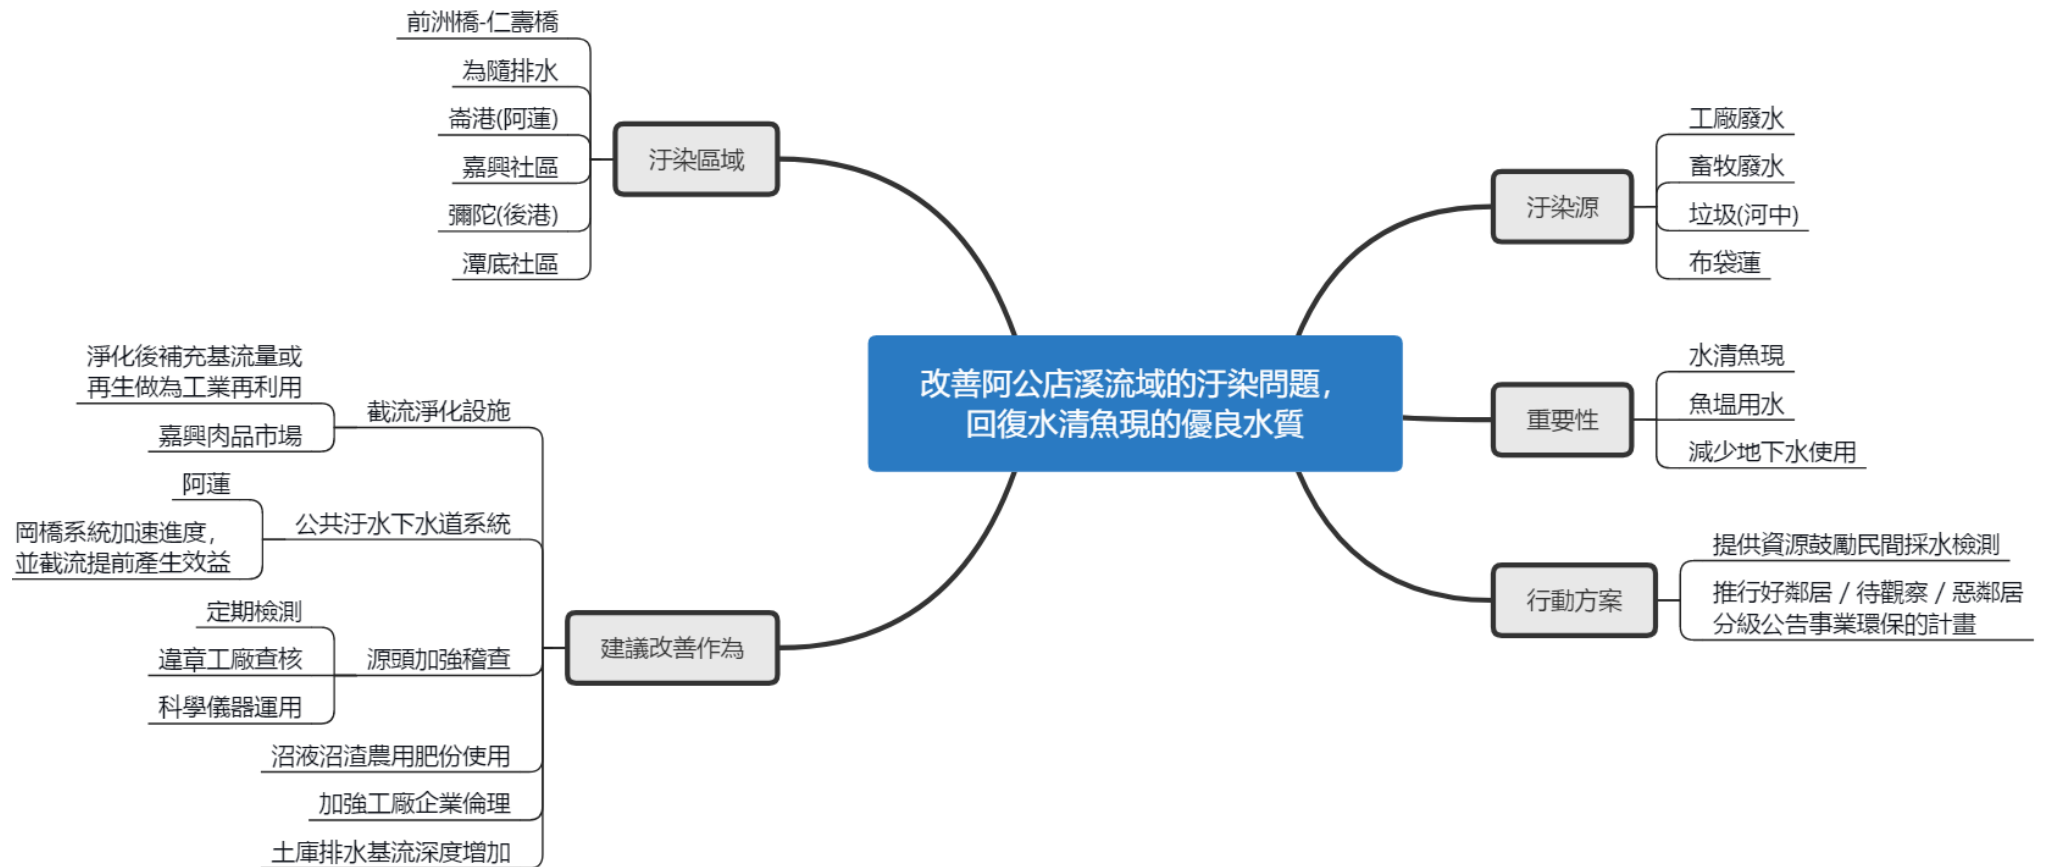 改善阿公店溪流域的汙染問題，
回復水清魚現的優良水質
汙染區域
前洲橋-仁壽橋
為隨排水
崙港(阿蓮)
嘉興社區
彌陀(後港)
潭底社區
建議改善作為
截流淨化設施
淨化後補充基流量或
再生做為工業再利用
嘉興肉品市場
公共汙水下水道系統
阿蓮
岡橋系統加速進度，
並截流提前產生效益
源頭加強稽查
定期檢測
違章工廠查核
科學儀器運用
沼液沼渣農用肥份使用
加強工廠企業倫理
土庫排水基流深度增加
汙染源
工廠廢水
畜牧廢水
垃圾(河中)
布袋蓮
重要性
水清魚現
魚塭用水
減少地下水使用
行動方案
提供資源鼓勵民間採水檢測
推行好鄰居 / 待觀察 / 惡鄰居
分級公告事業環保的計畫